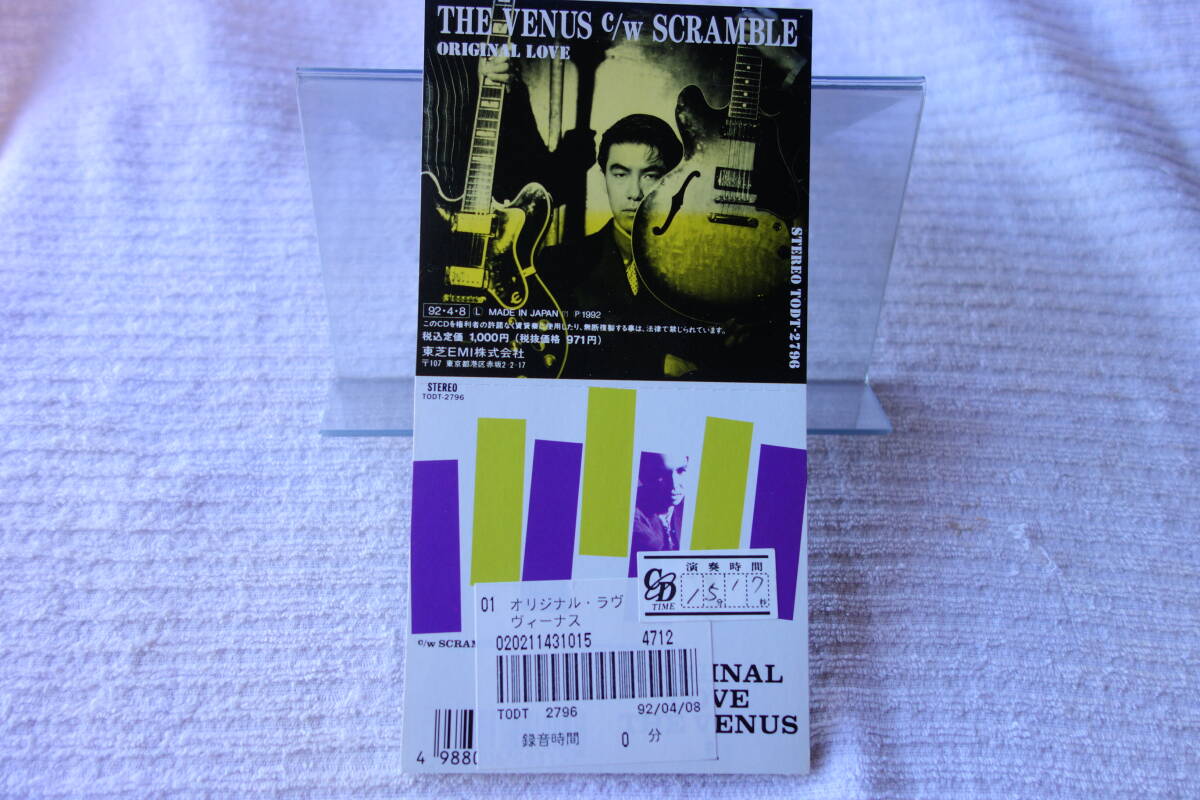 THE VENUS c/w SCRAMBLE
ORIGINAL LOVE
STEREO TODT-2796
92・4・8 Ⓛ MADE IN JAPAN P1992
このCDを権利者の許諾なく賃貸業に使用したり、無断複製する事は、法律で禁じられています。
税込定価 1,000円 (税抜価格 971円)
東芝EMI株式会社
〒107 東京都港区赤坂2-2-17
STEREO
TODT-2796
演奏時間
CD
TIME
15分17秒
c/w SCRAM
01 オリジナル・ラヴ
ヴィーナス
020211431015 4712
TODT 2796 92/04/08
録音時間 0 分
INAL
VE
VENUS
4 9880